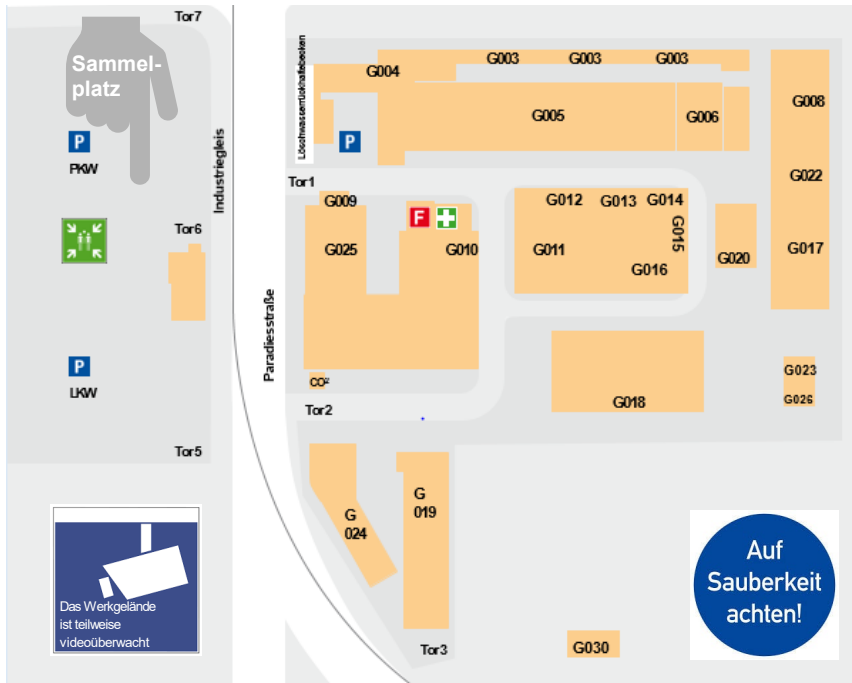 Tor7
Sammel-
platz
P
PKW
Industriegleis
Tor6
P
LKW
Tor5
Das Werkgelände
ist teilweise
videoüberwacht
Löschwasserrückhaltebecken
G003
G003
G003
G004
G005
G006
G008
P
Tor1
G009
F
G012
G013
G014
G015
G022
G025
G010
G011
G016
G020
G017
Paradiesstraße
CO²
G018
G023
G026
Tor2
G
024
G
019
Tor3
G030
Auf
Sauberkeit
achten!